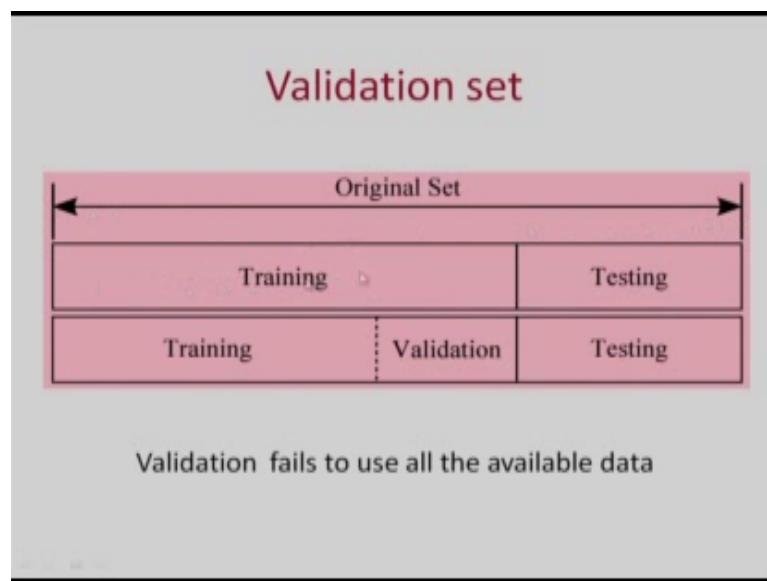 Validation set
Original Set
Training Testing
Training Validation Testing
Validation fails to use all the available data